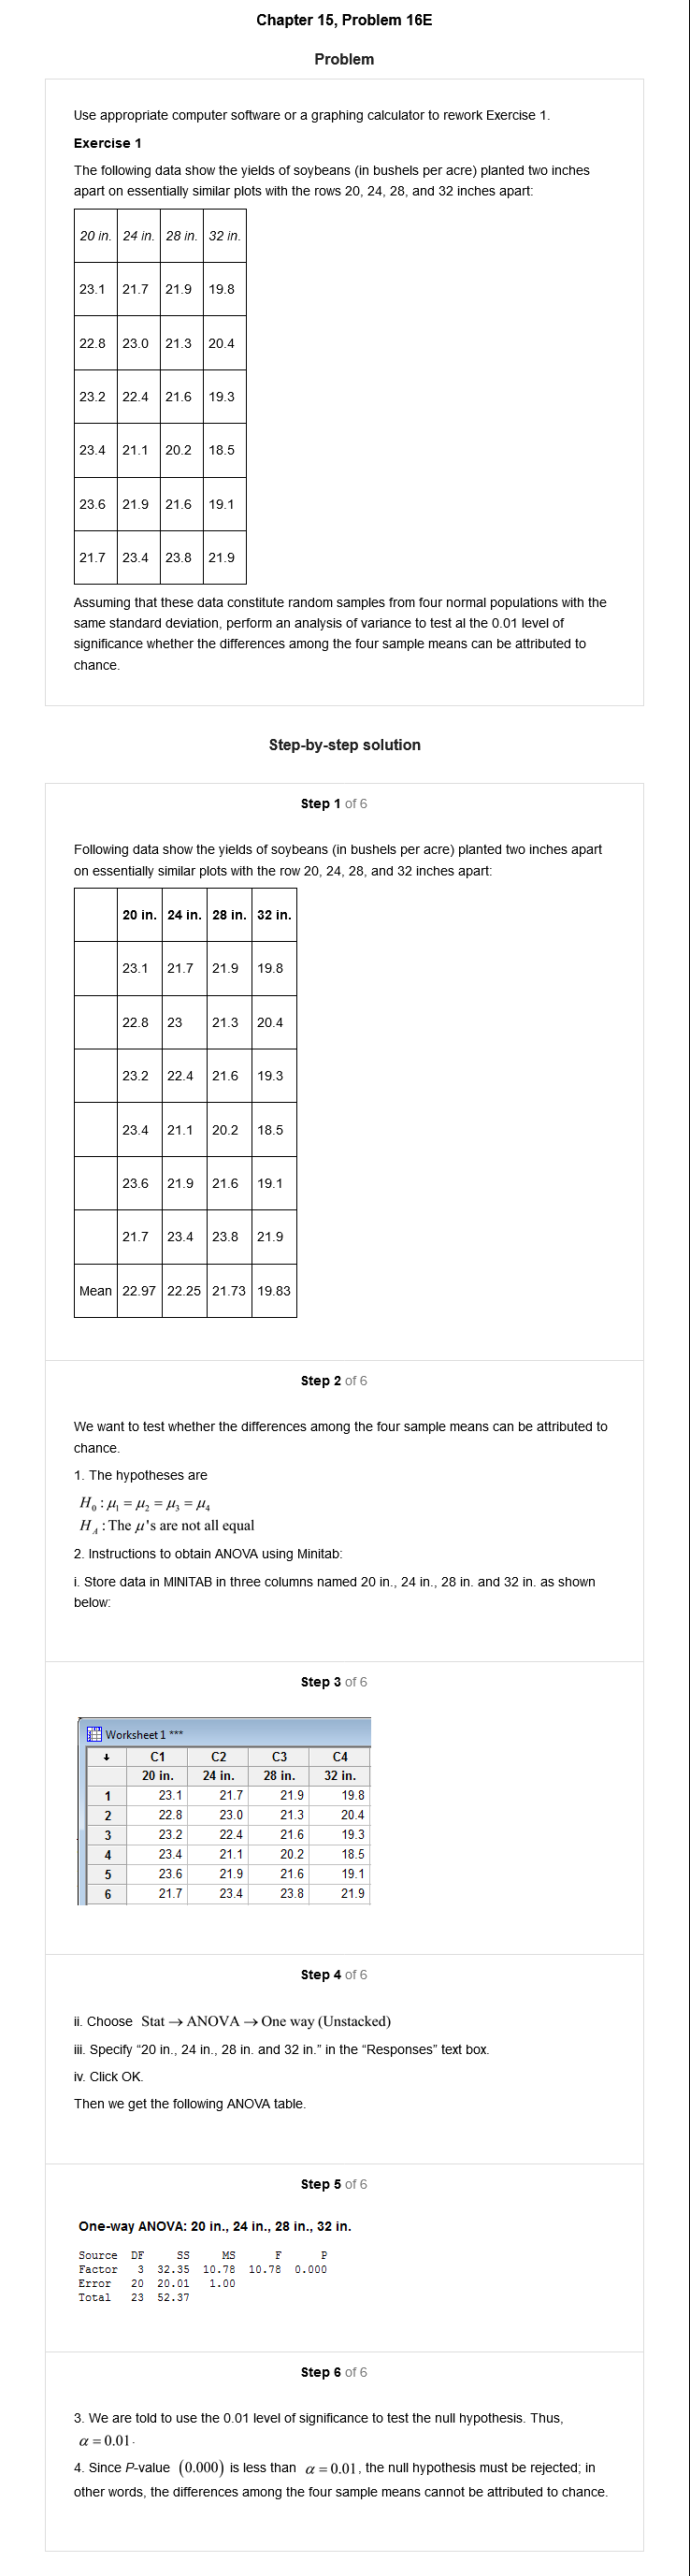 Chapter 15, Problem 16E
Problem
Use appropriate computer software or a graphing calculator to rework Exercise 1.
Exercise 1
The following data show the yields of soybeans (in bushels per acre) planted two inches
apart on essentially similar plots with the rows 20, 24, 28, and 32 inches apart:
20 in. 24 in. 28 in. 32 in.
23.1 21.7 21.9 19.8
22.8 23.0 21.3 20.4
23.2 22.4 21.6 19.3
23.4 21.1 20.2 18.5
23.6 21.9 21.6 19.1
21.7 23.4 23.8 21.9
Assuming that these data constitute random samples from four normal populations with the
same standard deviation, perform an analysis of variance to test al the 0.01 level of
significance whether the differences among the four sample means can be attributed to
chance.
Step-by-step solution
Step 1 of 6
Following data show the yields of soybeans (in bushels per acre) planted two inches apart
on essentially similar plots with the row 20, 24, 28, and 32 inches apart:
20 in. 24 in. 28 in. 32 in.
23.1 21.7 21.9 19.8
22.8 23 21.3 20.4
23.2 22.4 21.6 19.3
23.4 21.1 20.2 18.5
23.6 21.9 21.6 19.1
21.7 23.4 23.8 21.9
Mean 22.97 22.25 21.73 19.83
Step 2 of 6
We want to test whether the differences among the four sample means can be attributed to
chance.
1. The hypotheses are
H₀ : μ₁ = μ₂ = μ₃ = μ₄
H_A : The μ's are not all equal
2. Instructions to obtain ANOVA using Minitab:
i. Store data in MINITAB in three columns named 20 in., 24 in., 28 in. and 32 in. as shown
below:
Step 3 of 6
Worksheet 1 ***
↓ C1 C2 C3 C4
20 in. 24 in. 28 in. 32 in.
1 23.1 21.7 21.9 19.8
2 22.8 23.0 21.3 20.4
3 23.2 22.4 21.6 19.3
4 23.4 21.1 20.2 18.5
5 23.6 21.9 21.6 19.1
6 21.7 23.4 23.8 21.9
Step 4 of 6
ii. Choose Stat → ANOVA → One way (Unstacked)
iii. Specify “20 in., 24 in., 28 in. and 32 in.” in the “Responses” text box.
iv. Click OK.
Then we get the following ANOVA table.
Step 5 of 6
One-way ANOVA: 20 in., 24 in., 28 in., 32 in.
Source DF SS MS F P
Factor 3 32.35 10.78 10.78 0.000
Error 20 20.01 1.00
Total 23 52.37
Step 6 of 6
3. We are told to use the 0.01 level of significance to test the null hypothesis. Thus,
α = 0.01.
4. Since P-value (0.000) is less than α = 0.01, the null hypothesis must be rejected; in
other words, the differences among the four sample means cannot be attributed to chance.